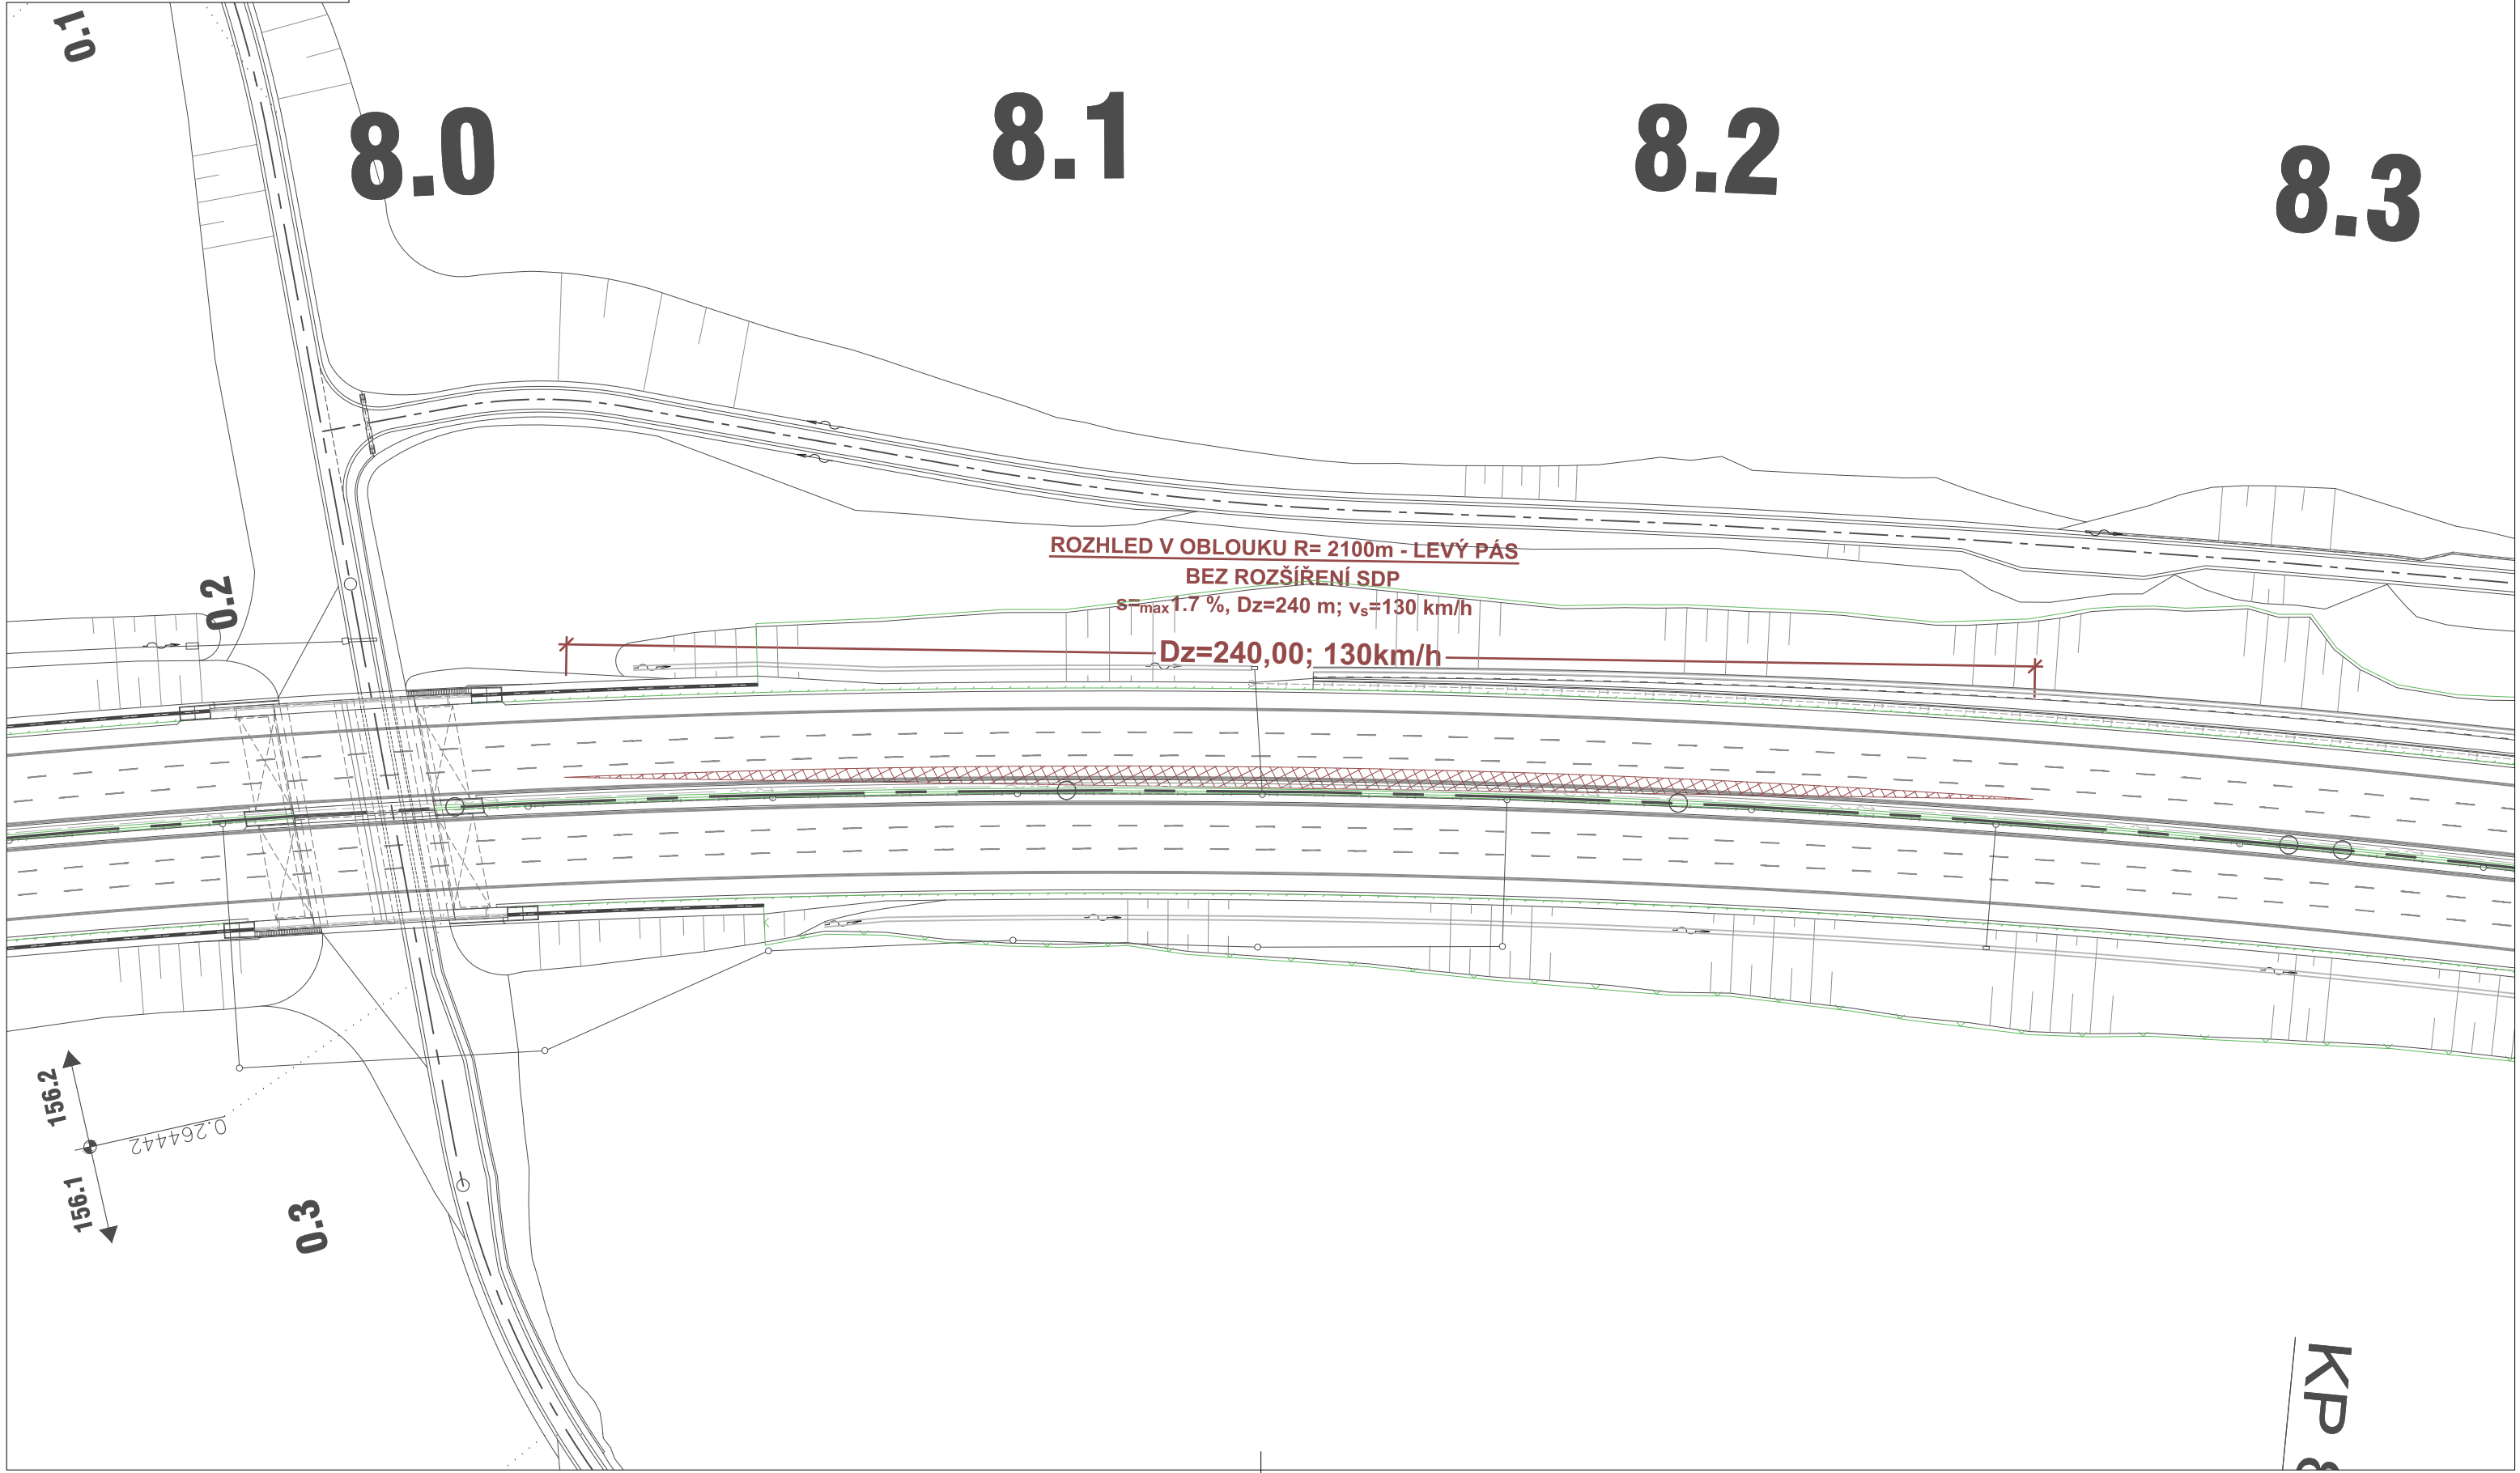 0.1
8.0
8.1
8.2
8.3
ROZHLED V OBLOUKU R= 2100m - LEVÝ PÁS
BEZ ROZŠÍŘENÍ SDP
s=max1.7 %, Dz=240 m; vs=130 km/h
Dz=240,00; 130km/h
0.2
156.2
0.264442
156.1
0.3
KP